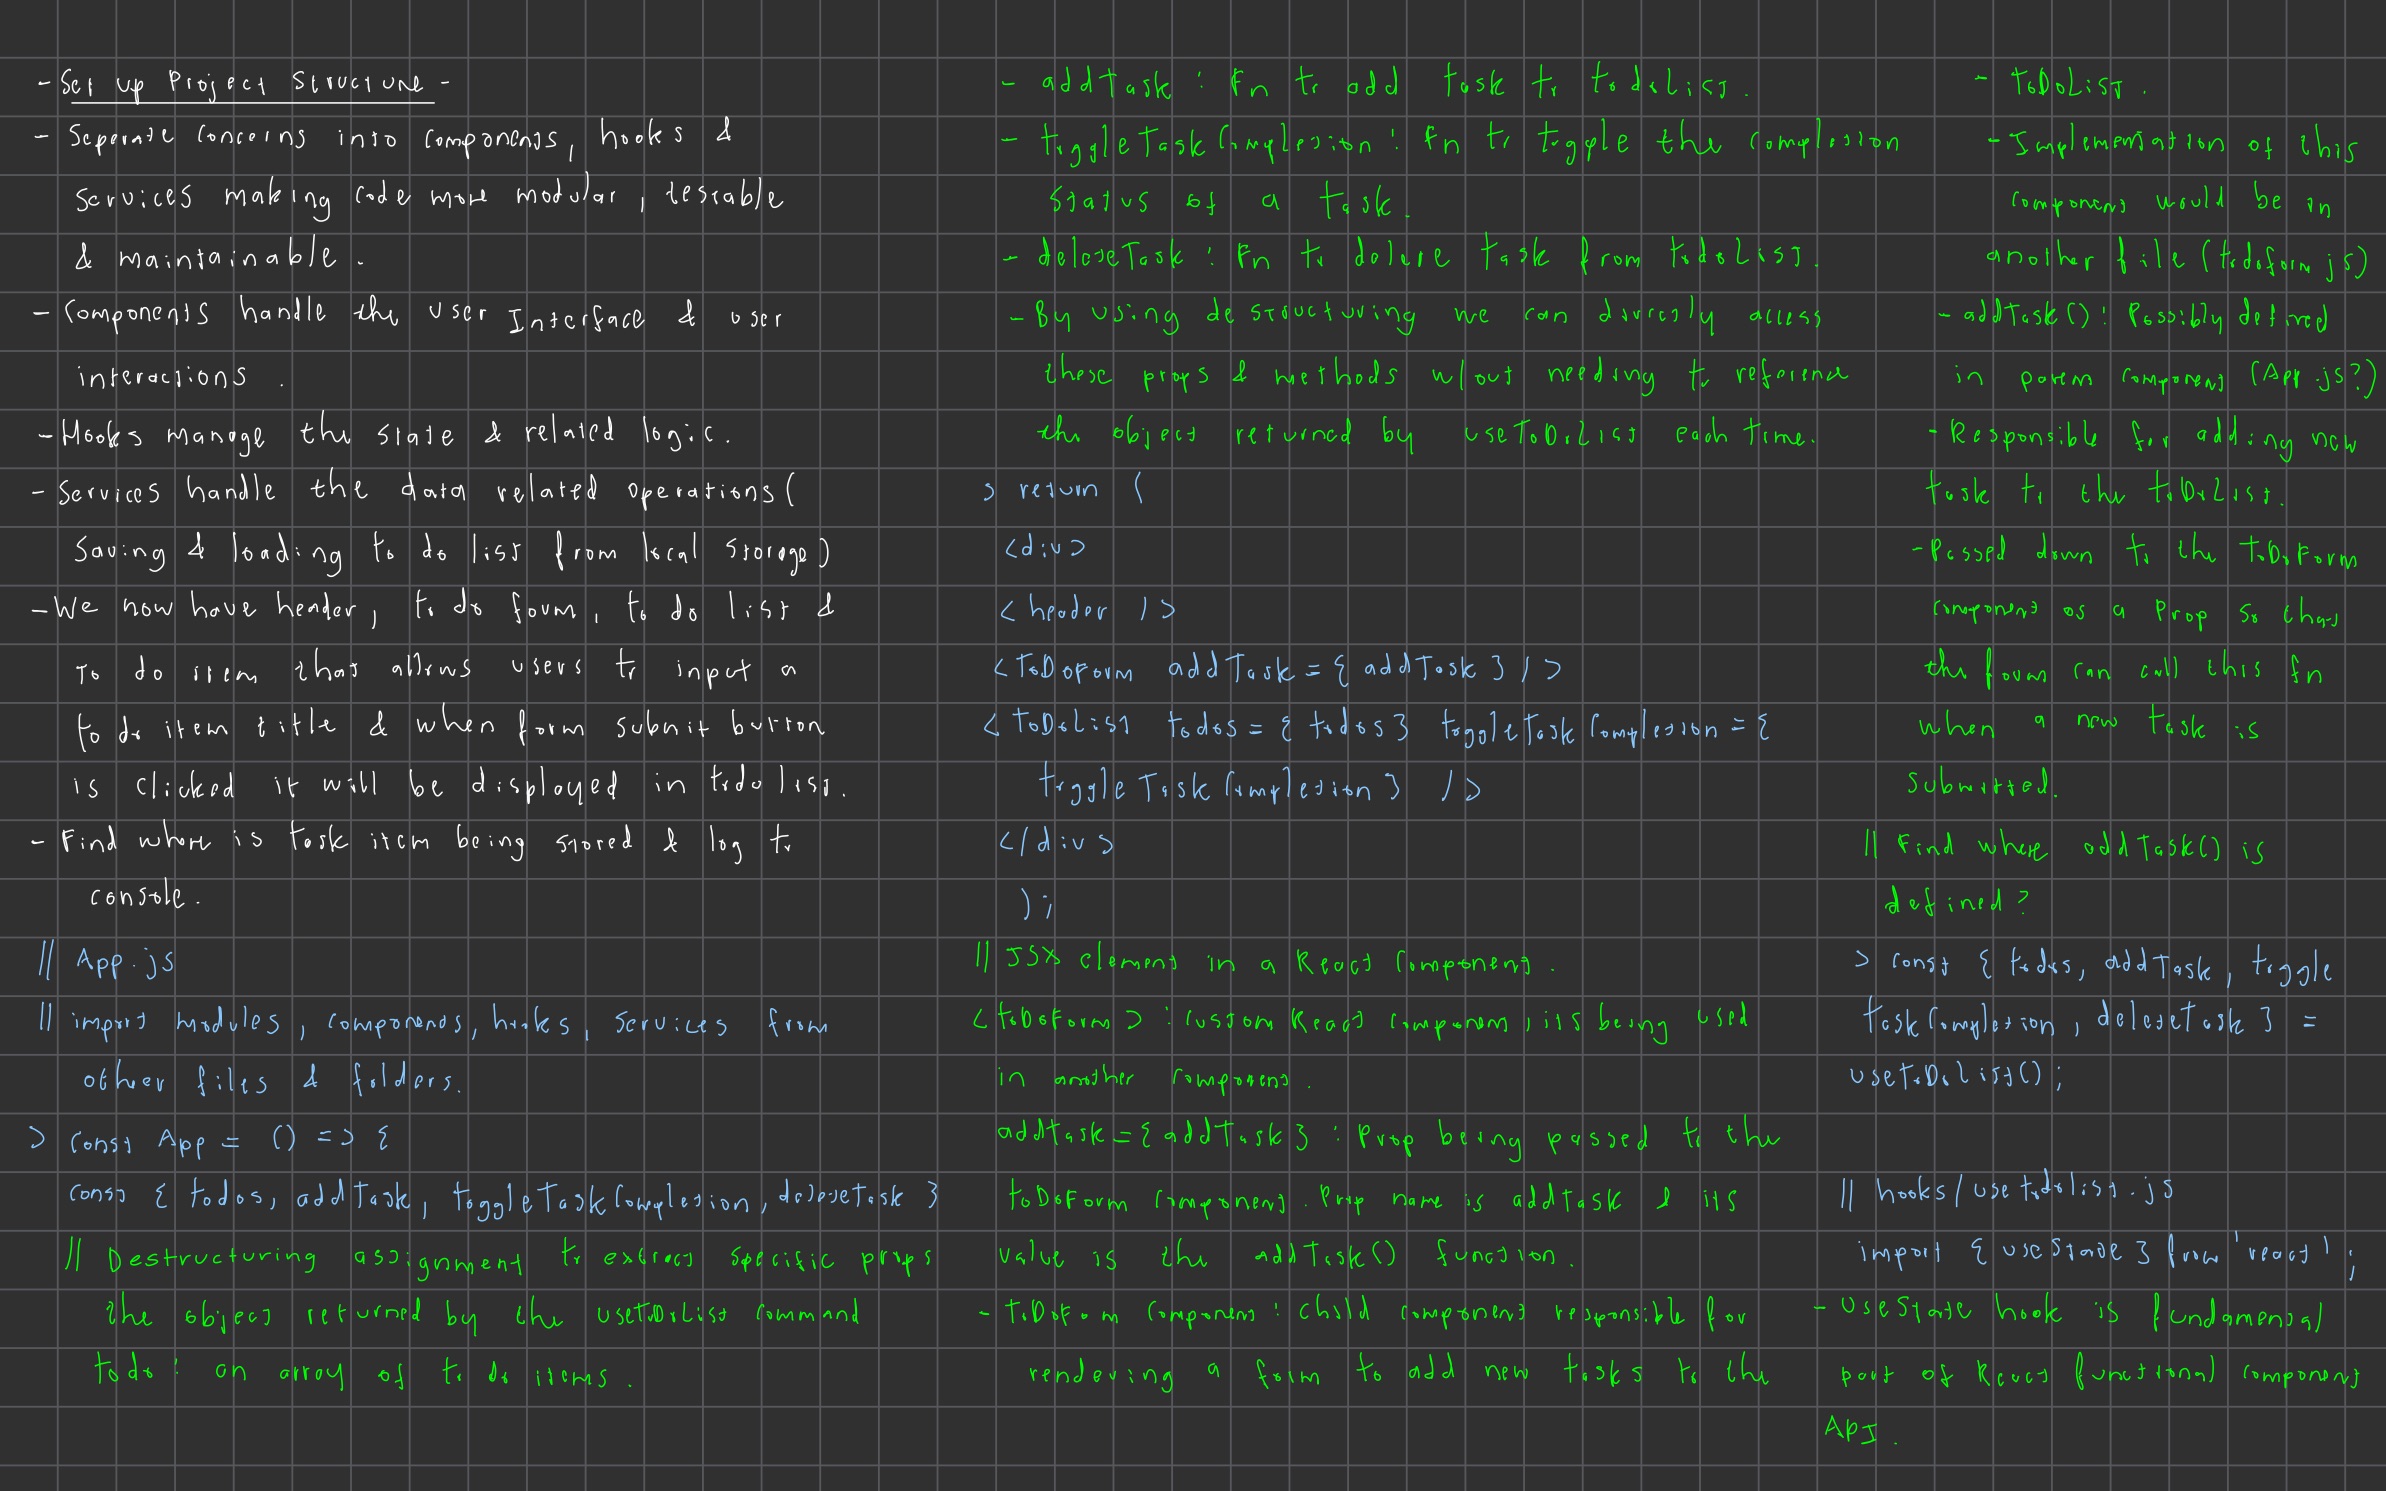 - Set up Project Structure -
- Seperate concerns into components, hooks &
services making code more modular, testable
& maintainable.
- Components handle the user Interface & user
interactions.
- Hooks manage the state & related logic.
- Services handle the data related operations (
saving & loading to do list from local storage)
- We now have header, to do form, to do list &
To do item that allows users to input a
to do item title & when form submit button
is clicked it will be displayed in todo list.
- Find where is task item being stored & log to
console.
// App.js
// import modules, components, hooks, services from
other files & folders.
> const App = () => {
const { todos, addTask, toggleTaskCompletion, deleteTask }
// Destructuring assignment to extract specific props
the object returned by the useToDoList command
todo: an array of to do items.
- addTask: Fn to add task to todoList.
- toggleTaskCompletion: fn to toggle the completion
status of a task.
- deleteTask: Fn to delete task from todoList.
- By using destructuring we can directly access
these props & methods w/out needing to reference
the object returned by useToDoList each time.
> return (
<div>
<header />
<ToDoForm addTask = { addTask } />
<ToDoList todos = { todos } toggleTaskCompletion = {
toggleTaskCompletion } />
</div>
);
// JSX element in a React Component.
<toDoForm> : custom React component, its being used
in another component.
addtask = { addTask } : Prop being passed to the
toDoForm component. Prop name is addTask & its
value is the addTask() function.
- ToDoFom Component: child component responsible for
rendering a form to add new tasks to the
- ToDoList.
- Implementation of this
component would be in
another file (todoform.js)
- addTask(): Possibly defined
in parent component (App.js?)
- Responsible for adding new
task to the toDoList.
- Passed down to the ToDoForm
component as a Prop so that
the form can call this fn
when a new task is
submitted.
// Find where addTask() is
defined?
> const { todos, addTask, toggle
taskCompletion, deleteTask } =
useToDoList();
// hooks/usetodolist.js
import { useState } from 'react';
- UseState hook is fundamental
part of React functional component
API.